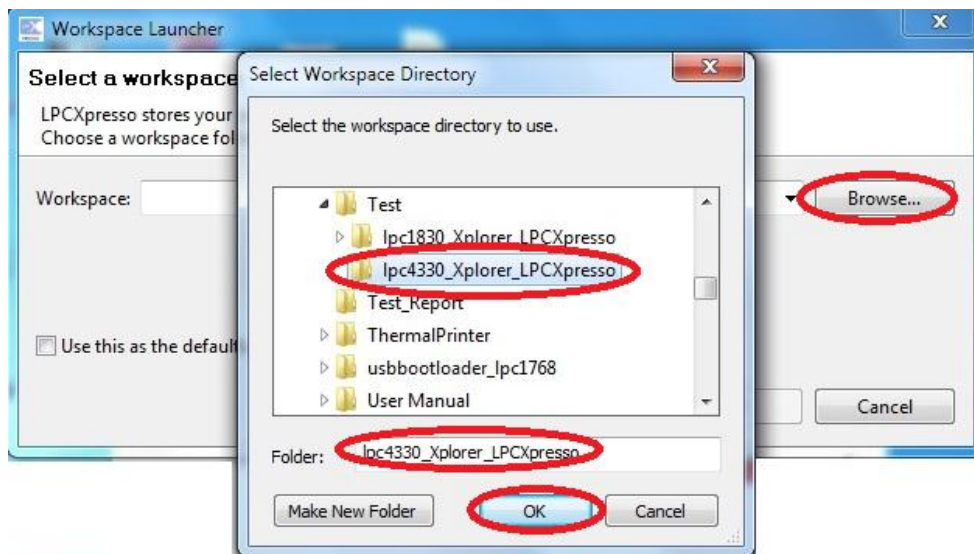 Workspace Launcher
Select a workspace
LPCXpresso stores your
Choose a workspace fol
Workspace:
Browse...
Use this as the default
Cancel
Select Workspace Directory
Select the workspace directory to use.
Test
lpc1830_Xplorer_LPCXpresso
lpc4330_Xplorer_LPCXpresso
Test_Report
ThermalPrinter
usbbootloader_lpc1768
User Manual
Folder: lpc4330_Xplorer_LPCXpresso
Make New Folder OK Cancel